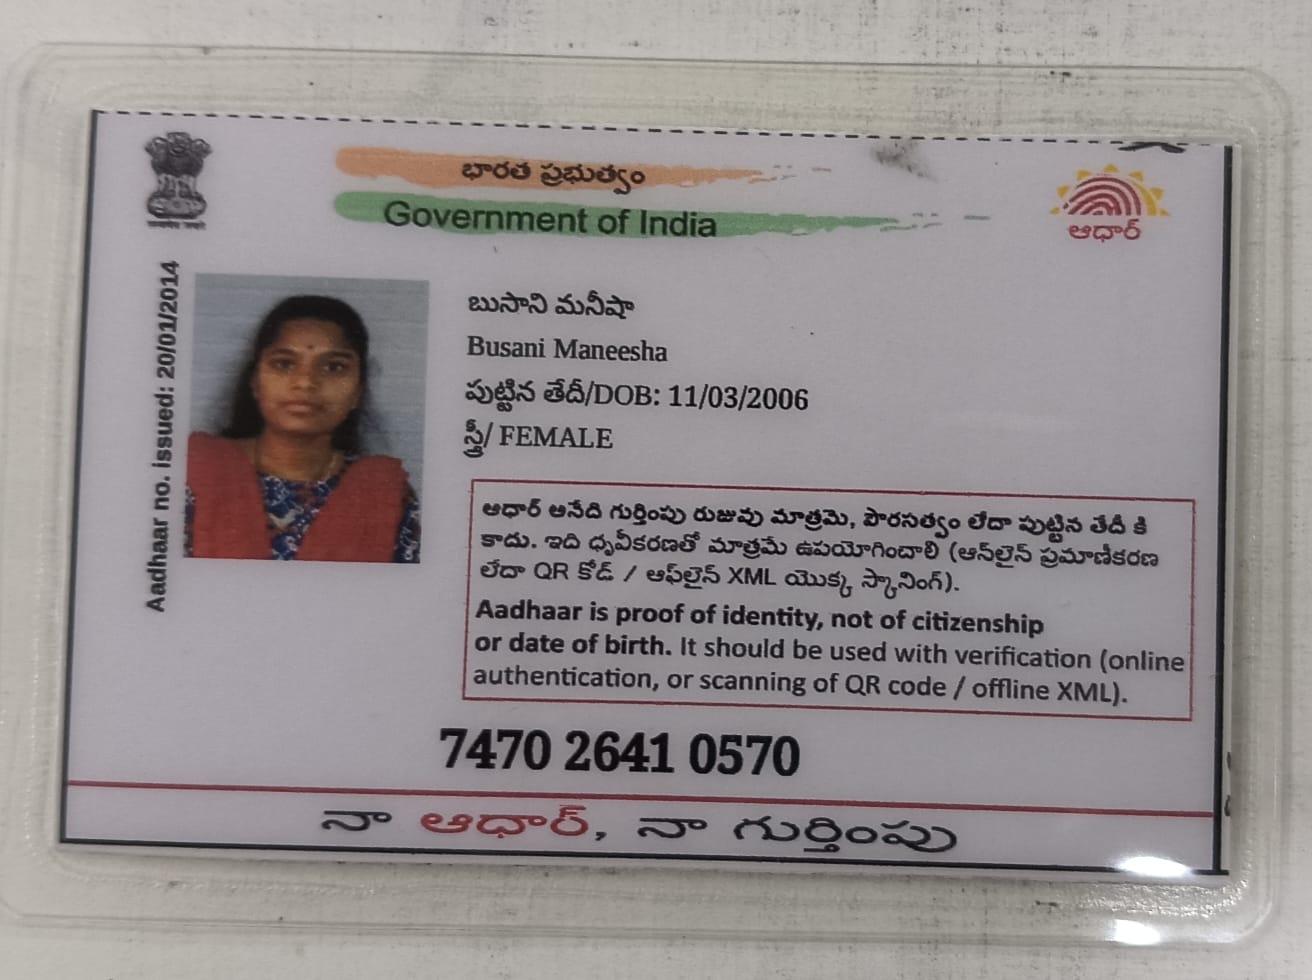 భారత ప్రభుత్వం
Government of India
ఆధార్
Aadhaar no. issued: 20/01/2014
బుసాని మనీషా
Busani Maneesha
పుట్టిన తేదీ/DOB: 11/03/2006
స్త్రీ/ FEMALE
ఆధార్ అనేది గుర్తింపు రుజువు మాత్రమె, పౌరసత్వం లేదా పుట్టిన తేదీ కి
కాదు. ఇది ధృవీకరణతో మాత్రమే ఉపయోగించాలి (ఆన్‌లైన్ ప్రమాణీకరణ
లేదా QR కోడ్ / ఆఫ్‌లైన్ XML యొక్క స్కానింగ్).
Aadhaar is proof of identity, not of citizenship
or date of birth. It should be used with verification (online
authentication, or scanning of QR code / offline XML).
7470 2641 0570
నా ఆధార్, నా గుర్తింపు